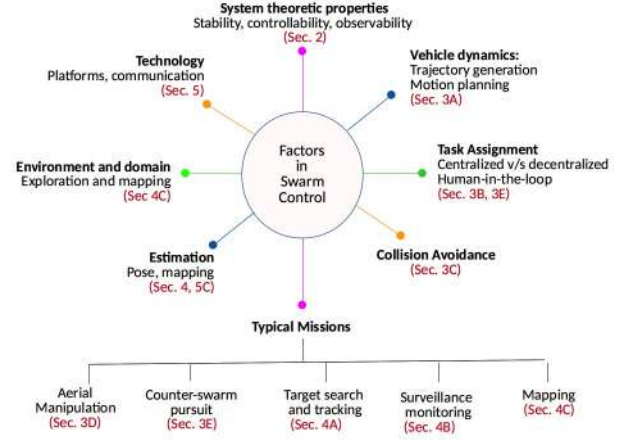 System theoretic properties
Stability, controllability, observability
(Sec. 2)
Technology
Platforms, communication
(Sec. 5)
Vehicle dynamics:
Trajectory generation
Motion planning
(Sec. 3A)
Environment and domain
Exploration and mapping
(Sec 4C)
Factors
in
Swarm
Control
Task Assignment
Centralized v/s decentralized
Human-in-the-loop
(Sec. 3B, 3E)
Estimation
Pose, mapping
(Sec. 4, 5C)
Collision Avoidance
(Sec. 3C)
Typical Missions
Aerial
Manipulation
(Sec. 3D)
Counter-swarm
pursuit
(Sec. 3E)
Target search
and tracking
(Sec. 4A)
Surveillance
monitoring
(Sec. 4B)
Mapping
(Sec. 4C)